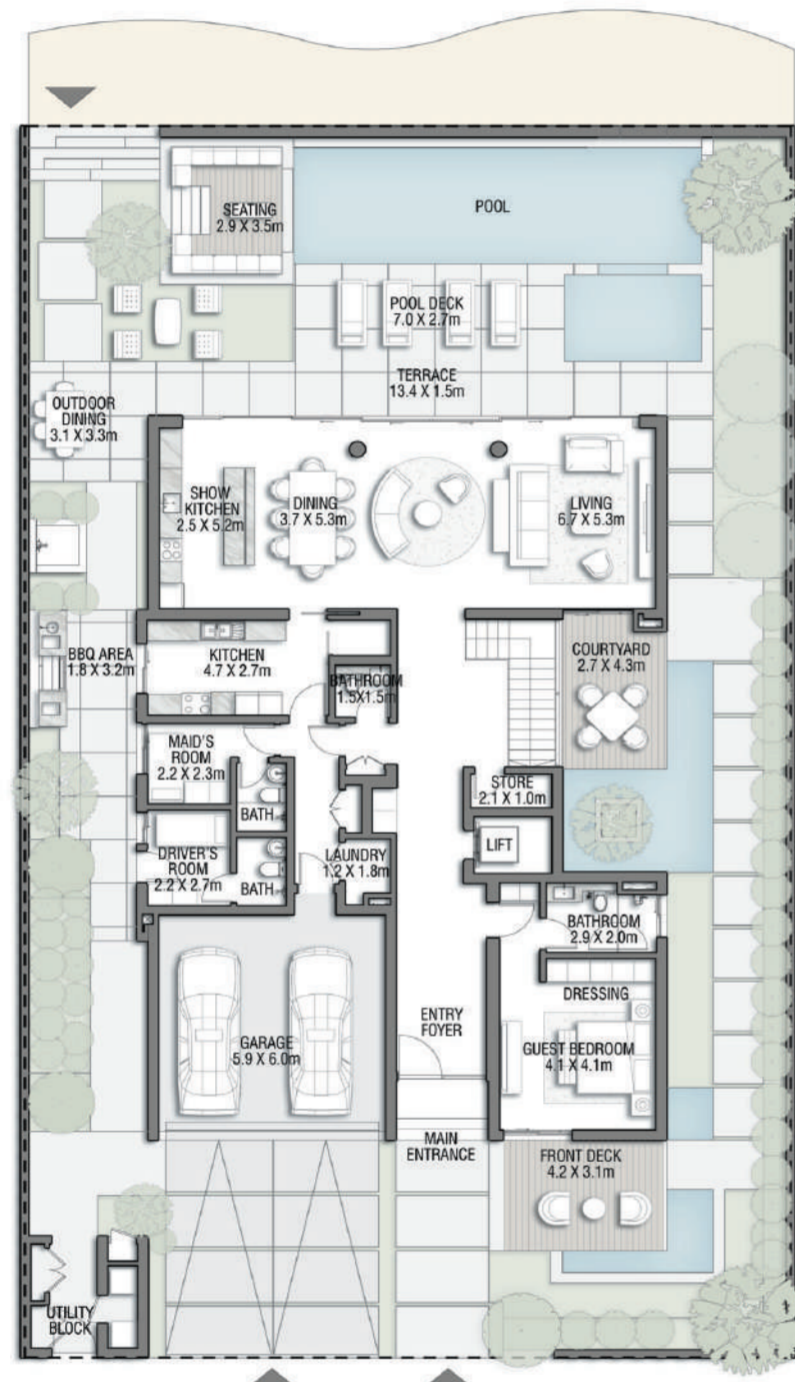 SEATING
2.9 X 3.5m
POOL
POOL DECK
7.0 X 2.7m
TERRACE
13.4 X 1.5m
OUTDOOR
DINING
3.1 X 3.3m
SHOW
KITCHEN
2.5 X 5.2m
DINING
3.7 X 5.3m
LIVING
6.7 X 5.3m
BBQ AREA
1.8 X 3.2m
KITCHEN
4.7 X 2.7m
BATHROOM
1.5X1.5m
COURTYARD
2.7 X 4.3m
MAID'S
ROOM
2.2 X 2.3m
BATH
STORE
2.1 X 1.0m
LIFT
DRIVER'S
ROOM
2.2 X 2.7m
BATH
LAUNDRY
1.2 X 1.8m
BATHROOM
2.9 X 2.0m
DRESSING
GARAGE
5.9 X 6.0m
ENTRY
FOYER
GUEST BEDROOM
4.1 X 4.1m
MAIN
ENTRANCE
FRONT DECK
4.2 X 3.1m
UTILITY
BLOCK